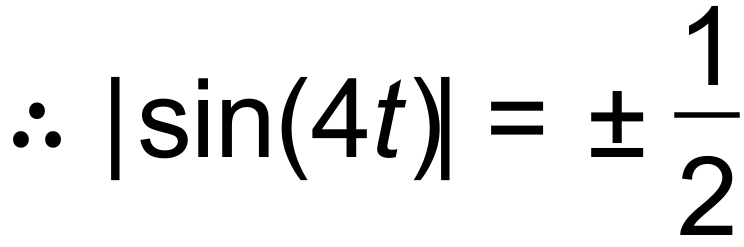 ∴ |sin(4t)| = ± 1/2